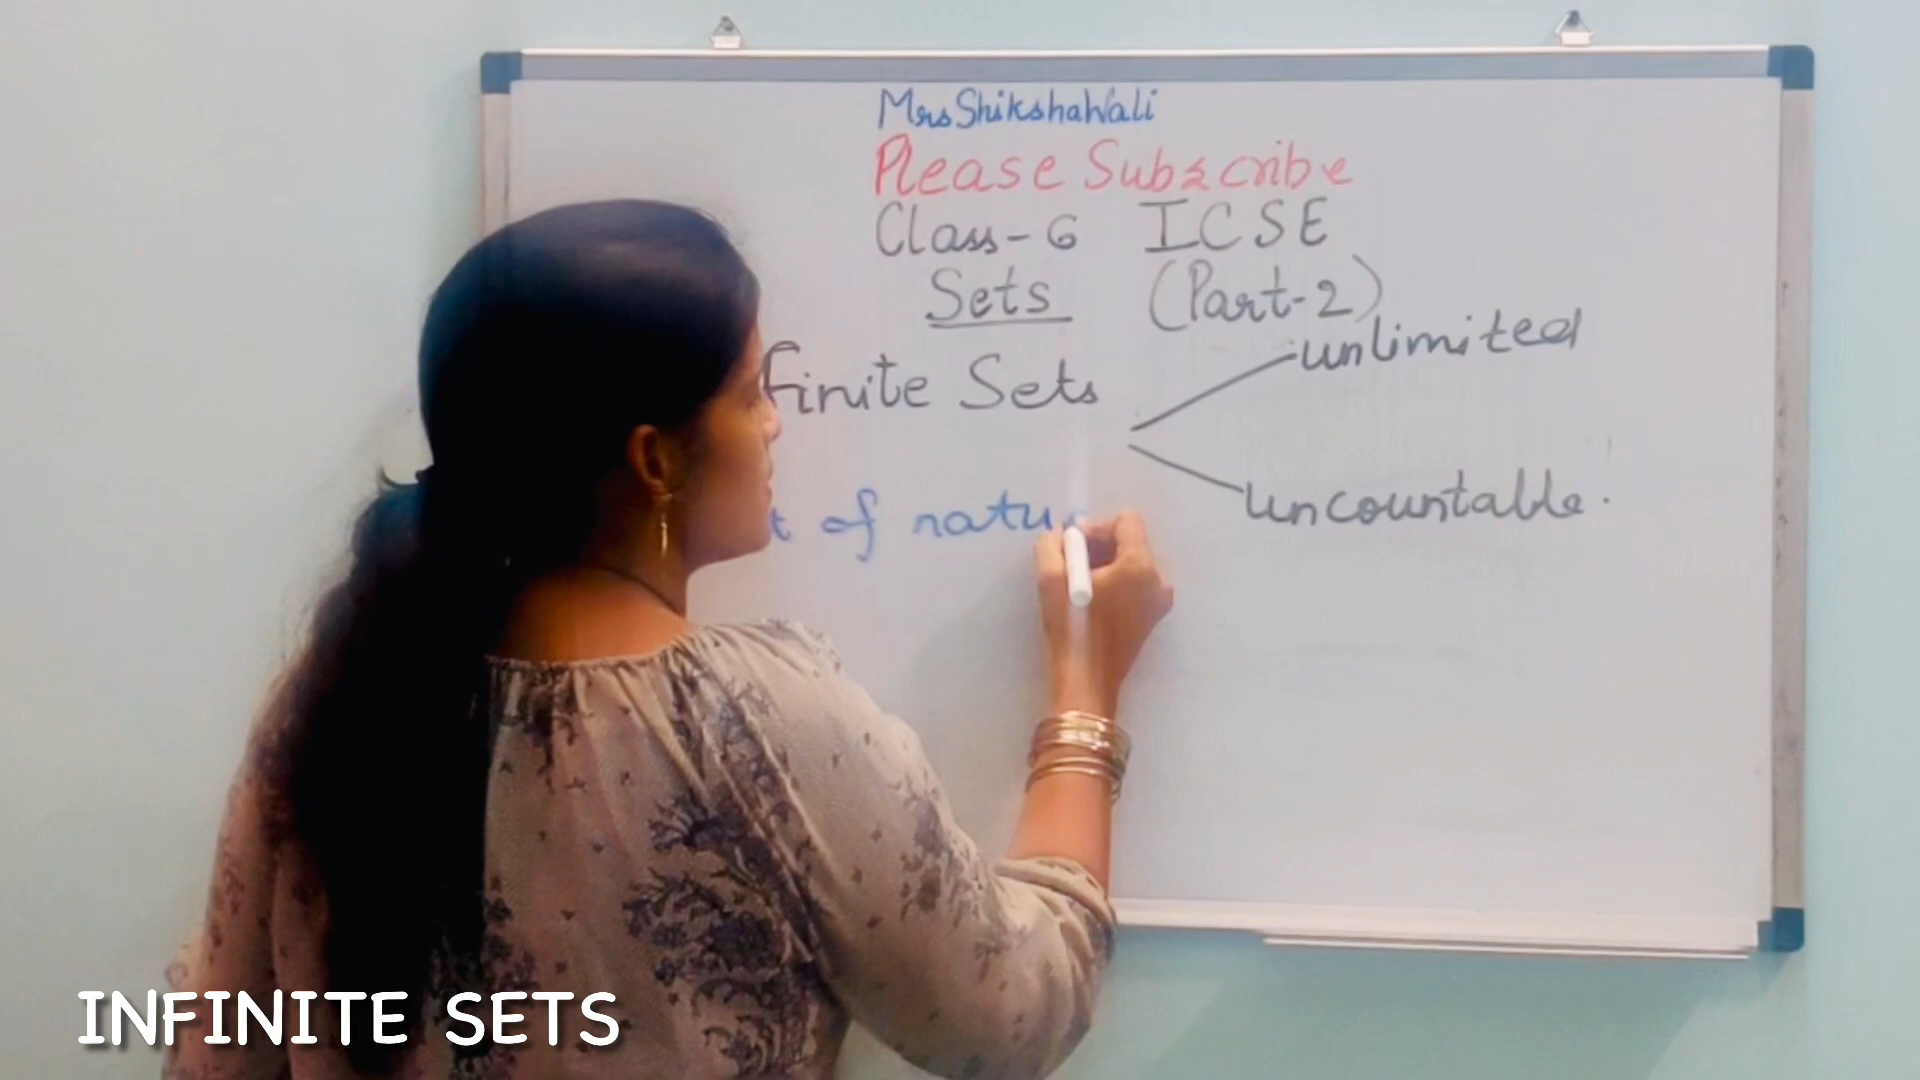 MrsShikshaWali
Please Subscribe
Class-6 ICSE
Sets (Part-2)
finite Sets
unlimited
uncountable.
of natu
INFINITE SETS